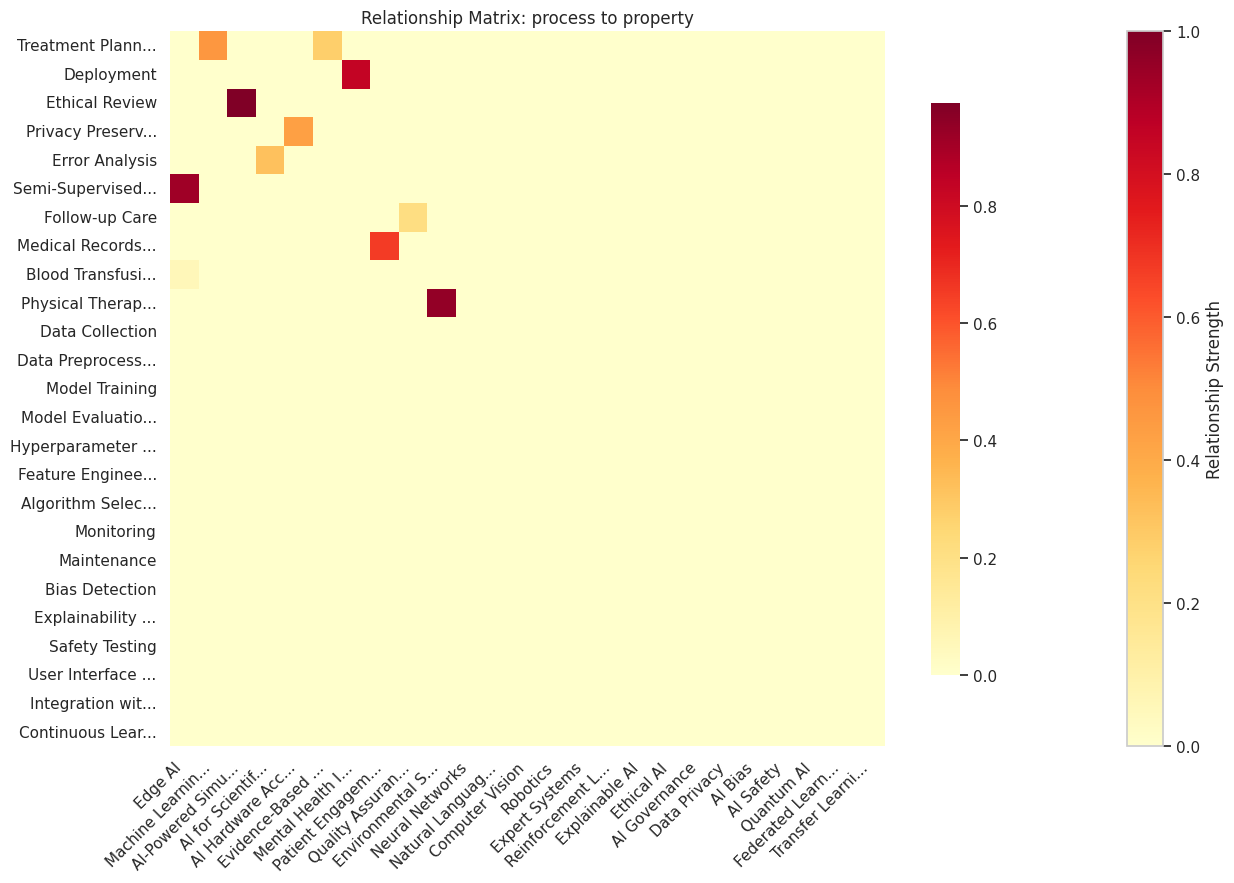 Relationship Matrix: process to property
Treatment Plann...
Deployment
Ethical Review
Privacy Preserv...
Error Analysis
Semi-Supervised...
Follow-up Care
Medical Records...
Blood Transfusi...
Physical Therap...
Data Collection
Data Preprocess...
Model Training
Model Evaluatio...
Hyperparameter ...
Feature Enginee...
Algorithm Selec...
Monitoring
Maintenance
Bias Detection
Explainability ...
Safety Testing
User Interface ...
Integration wit...
Continuous Lear...
Edge AI
Machine Learnin...
AI-Powered Simu...
AI for Scientif...
AI Hardware Acc...
Evidence-Based ...
Mental Health I...
Patient Engagem...
Quality Assuran...
Environmental S...
Neural Networks
Natural Languag...
Computer Vision
Robotics
Expert Systems
Reinforcement L...
Explainable AI
Ethical AI
AI Governance
Data Privacy
AI Bias
AI Safety
Quantum AI
Federated Learn...
Transfer Learni...
0.8
0.6
0.4
0.2
0.0
1.0
0.8
0.6
0.4
0.2
0.0
Relationship Strength